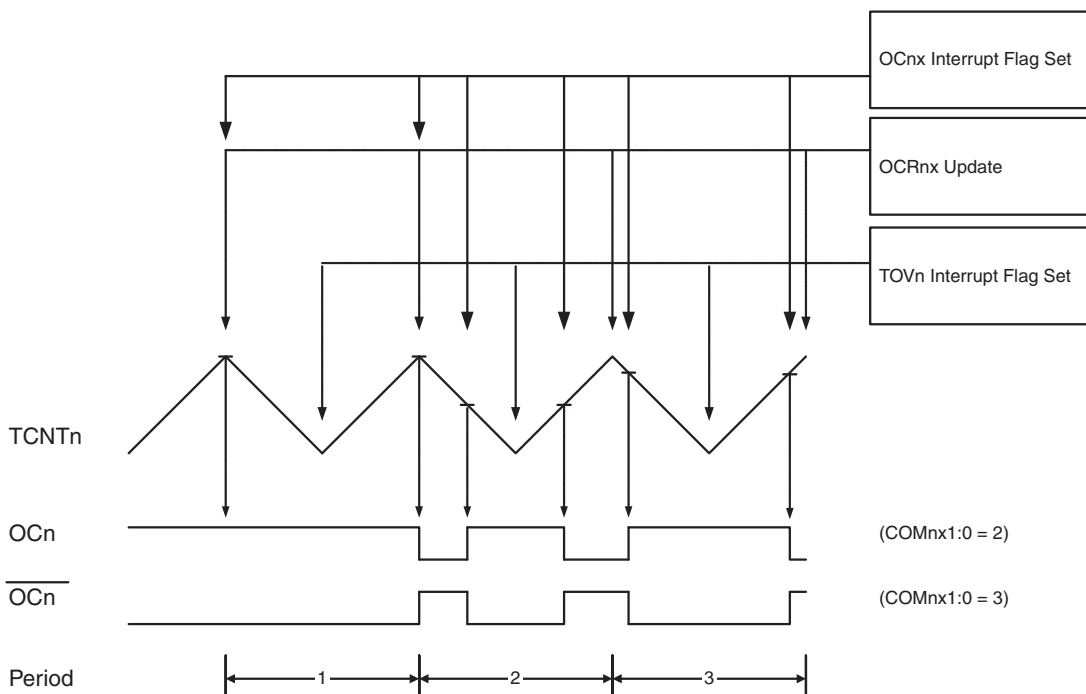 OCnx Interrupt Flag Set
OCRnx Update
TOVn Interrupt Flag Set
TCNTn
OCn
(COMnx1:0 = 2)
OCn
(COMnx1:0 = 3)
Period
1
2
3